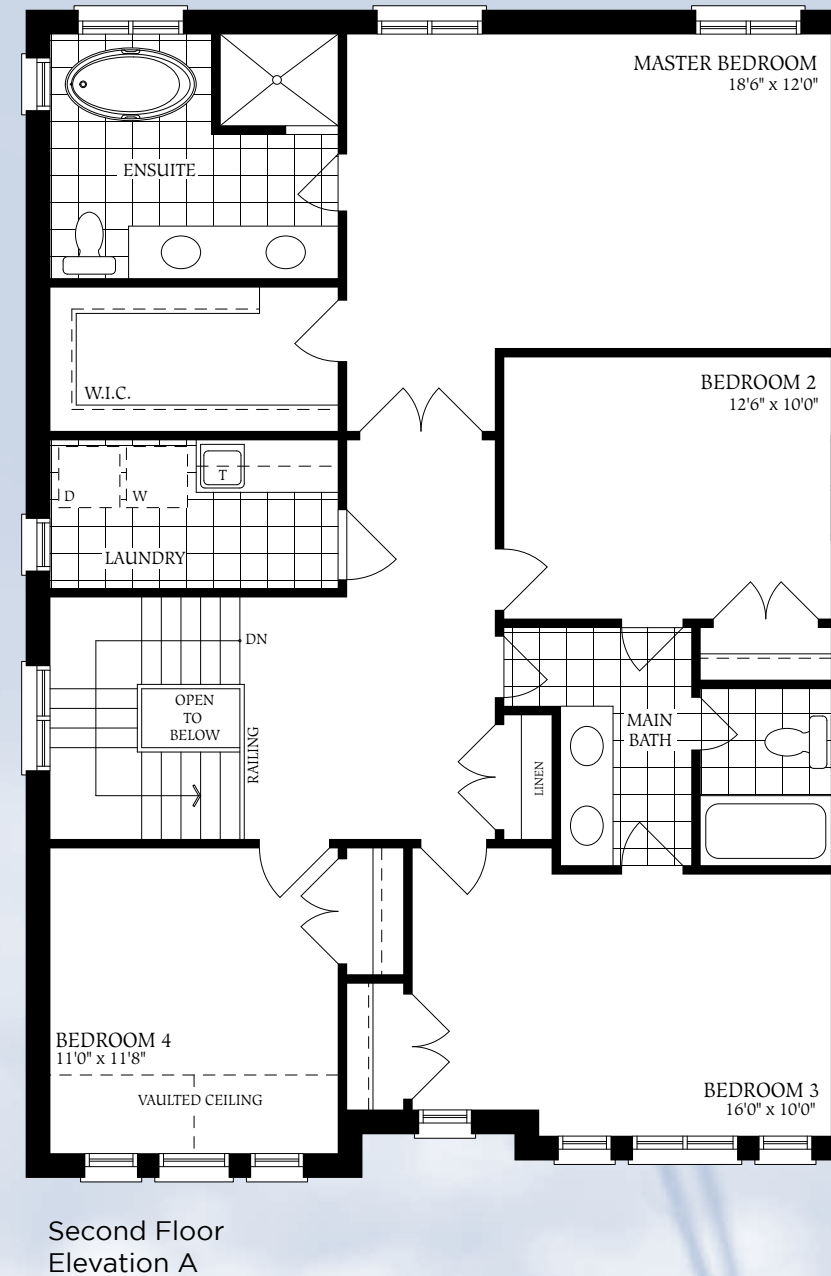 MASTER BEDROOM
18'6" x 12'0"
ENSUITE
BEDROOM 2
12'6" x 10'0"
W.I.C.
T
D
W
LAUNDRY
DN
OPEN
TO
BELOW
RAILING
MAIN
BATH
LINEN
BEDROOM 4
11'0" x 11'8"
VAULTED CEILING
BEDROOM 3
16'0" x 10'0"
Second Floor
Elevation A